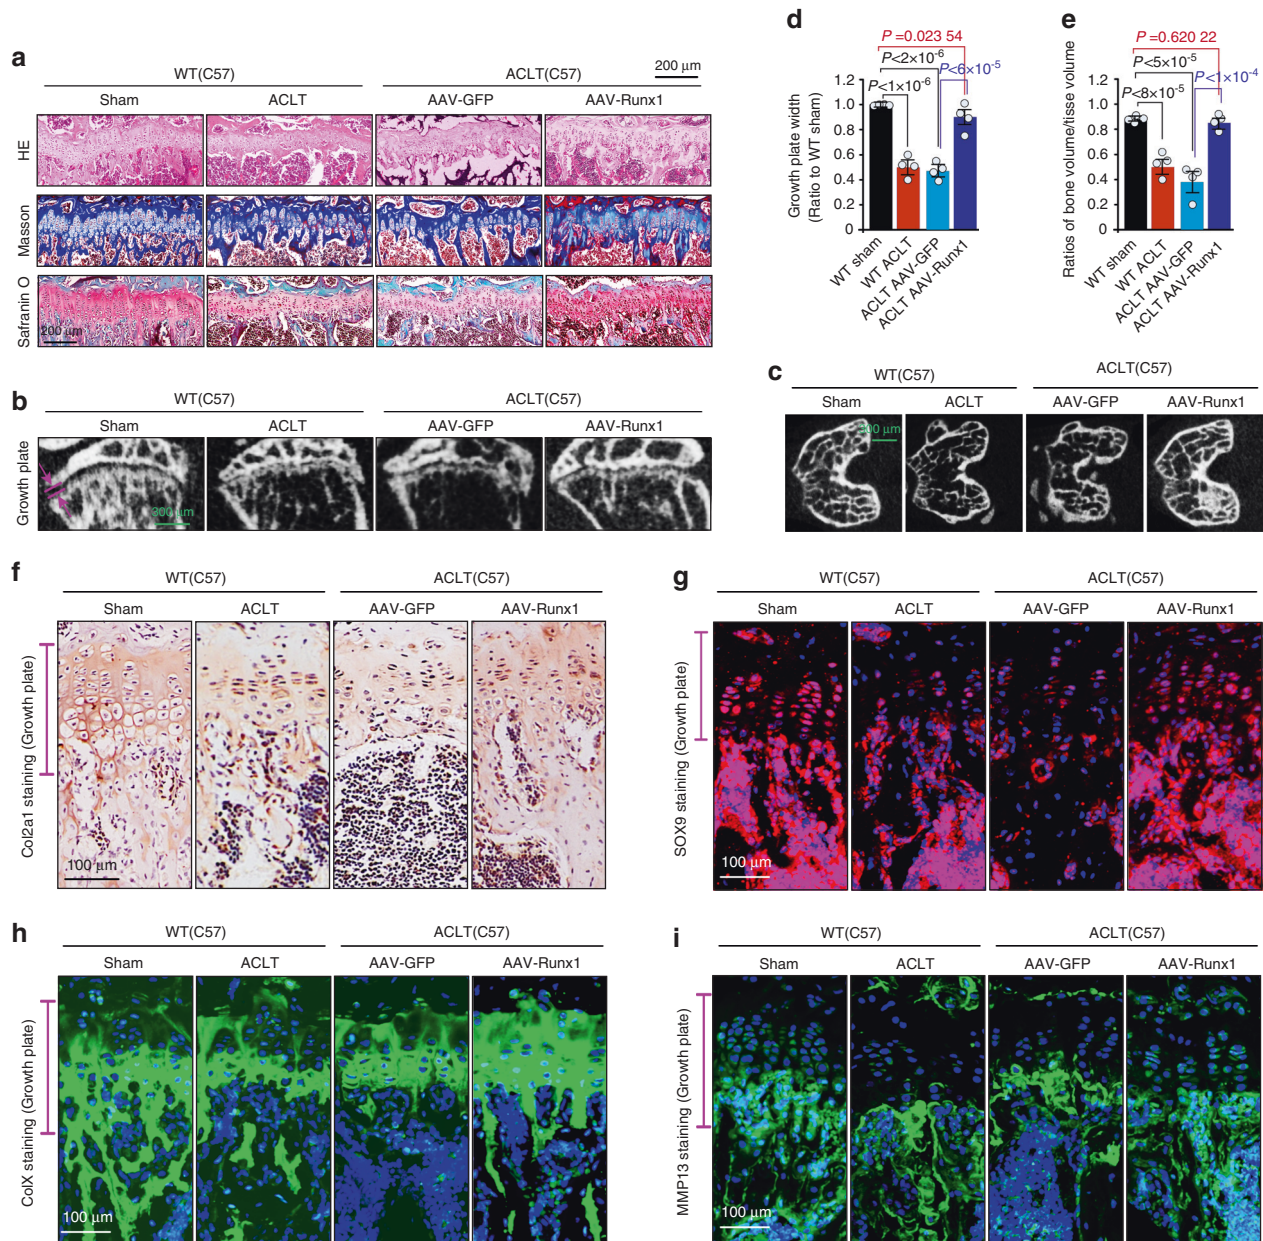 a
WT(C57)
ACLT(C57)
200 μm
Sham
ACLT
AAV-GFP
AAV-Runx1
HE
Masson
Safranin O
200 μm
b
WT(C57)
ACLT(C57)
Sham
ACLT
AAV-GFP
AAV-Runx1
Growth plate
300 μm
d
P =0.023 54
P<2×10-6
P<6×10-5
P<1×10-6
Growth plate width
(Ratio to WT sham)
1.2
1.0
0.8
0.6
0.4
0.2
0
WT sham
WT ACLT
ACLT AAV-GFP
ACLT AAV-Runx1
e
P=0.620 22
P<5×10-5
P<1×10-4
P<8×10-5
Ratios of bone volume/tisse volume
1.2
1.0
0.8
0.6
0.4
0.2
0
WT sham
WT ACLT
ACLT AAV-GFP
ACLT AAV-Runx1
c
WT(C57)
ACLT(C57)
Sham
ACLT
AAV-GFP
AAV-Runx1
300 μm
f
WT(C57)
ACLT(C57)
Sham
ACLT
AAV-GFP
AAV-Runx1
Col2a1 staining (Growth plate)
100 μm
g
WT(C57)
ACLT(C57)
Sham
ACLT
AAV-GFP
AAV-Runx1
SOX9 staining (Growth plate)
100 μm
h
WT(C57)
ACLT(C57)
Sham
ACLT
AAV-GFP
AAV-Runx1
ColX staining (Growth plate)
100 μm
i
WT(C57)
ACLT(C57)
Sham
ACLT
AAV-GFP
AAV-Runx1
MMP13 staining (Growth plate)
100 μm